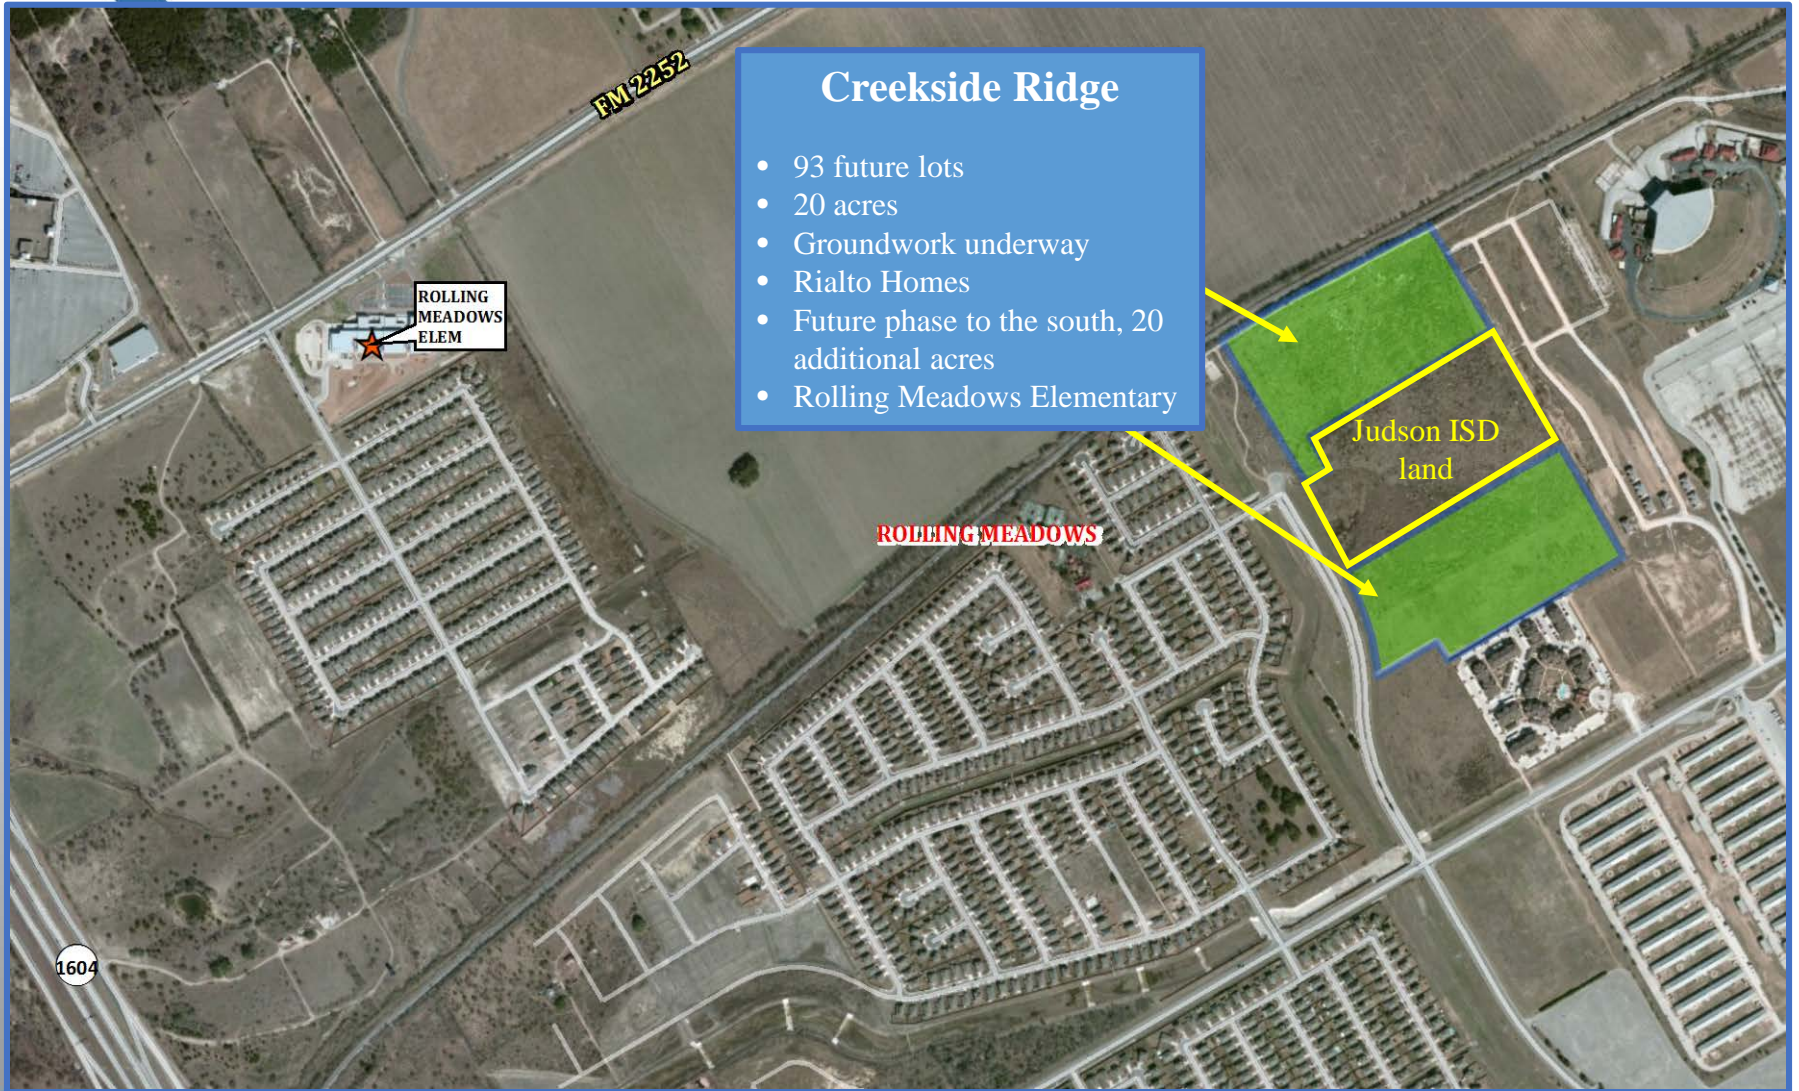 FM 2252
Creekside Ridge
• 93 future lots
• 20 acres
• Groundwork underway
• Rialto Homes
• Future phase to the south, 20
additional acres
• Rolling Meadows Elementary
ROLLING
MEADOWS
ELEM
Judson ISD
land
ROLLING MEADOWS
1604